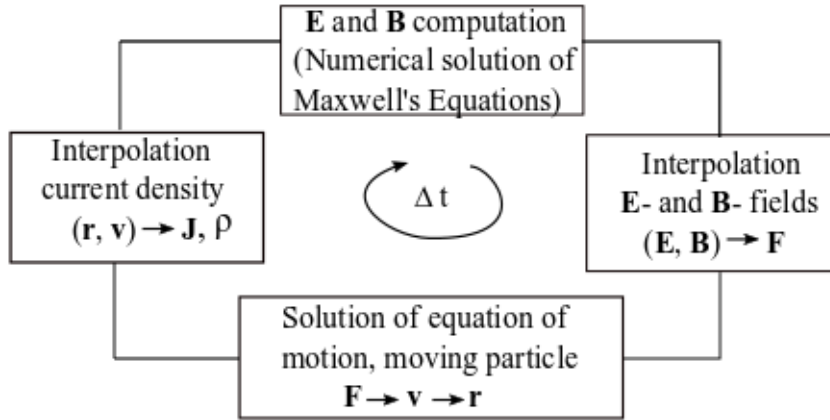 E and B computation
(Numerical solution of
Maxwell's Equations)
Interpolation
current density
(r, v) → J, ρ
Δ t
Interpolation
E- and B- fields
(E, B) → F
Solution of equation of
motion, moving particle
F → v → r